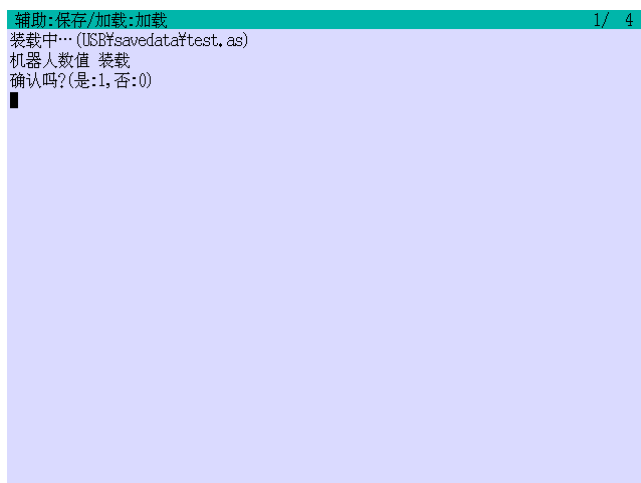 辅助:保存/加载:加载 1/ 4
装载中…(USB¥savedata¥test.as)
机器人数值 装载
确认吗?(是:1,否:0)